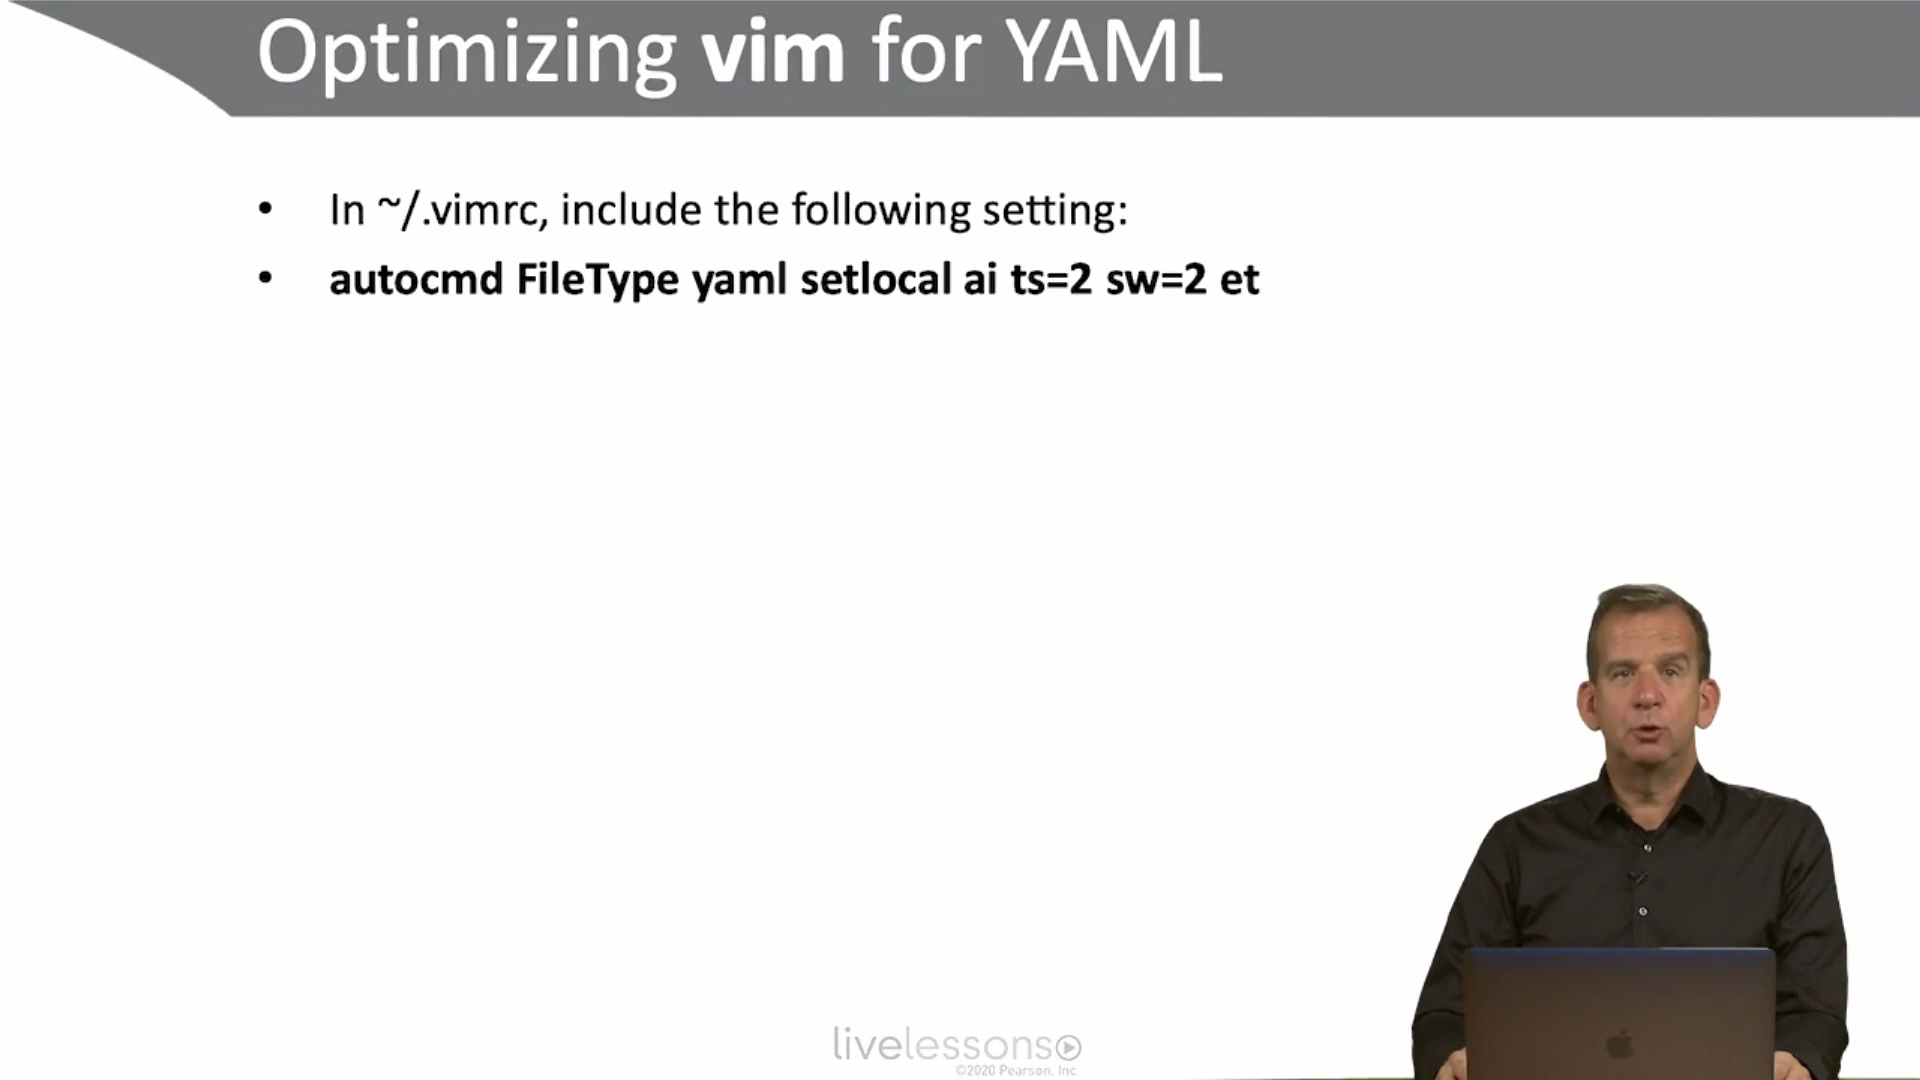 Optimizing vim for YAML
• In ~/.vimrc, include the following setting:
• autocmd FileType yaml setlocal ai ts=2 sw=2 et
livelessons
©2020 Pearson, Inc.